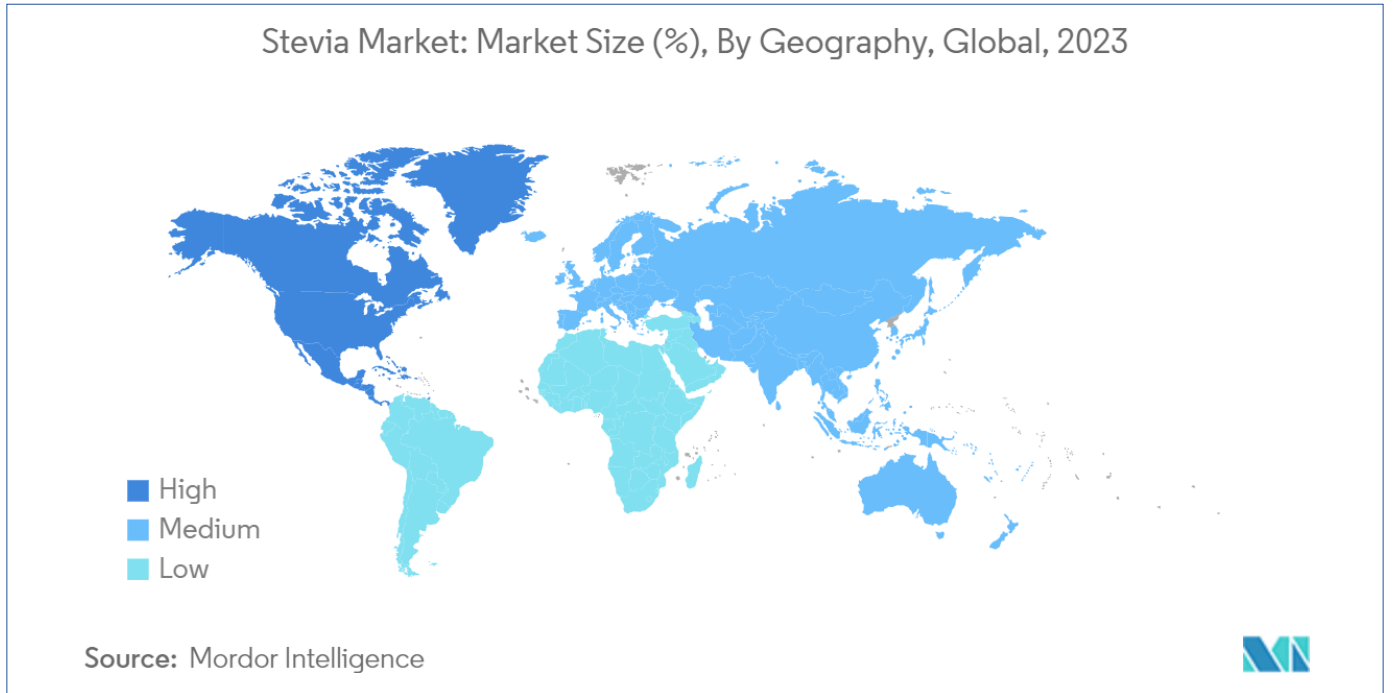 Stevia Market: Market Size (%), By Geography, Global, 2023
High
Medium
Low
Source: Mordor Intelligence